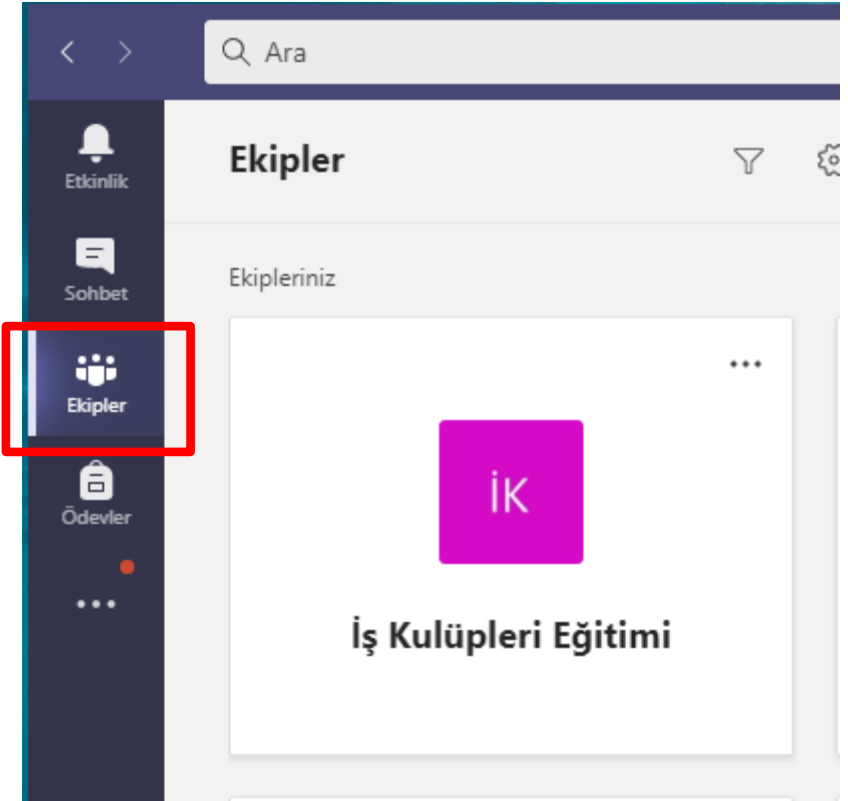 Ara
Etkinlik
Sohbet
Ekipler
Ödevler
Ekipler
Ekipleriniz
İK
İş Kulüpleri Eğitimi